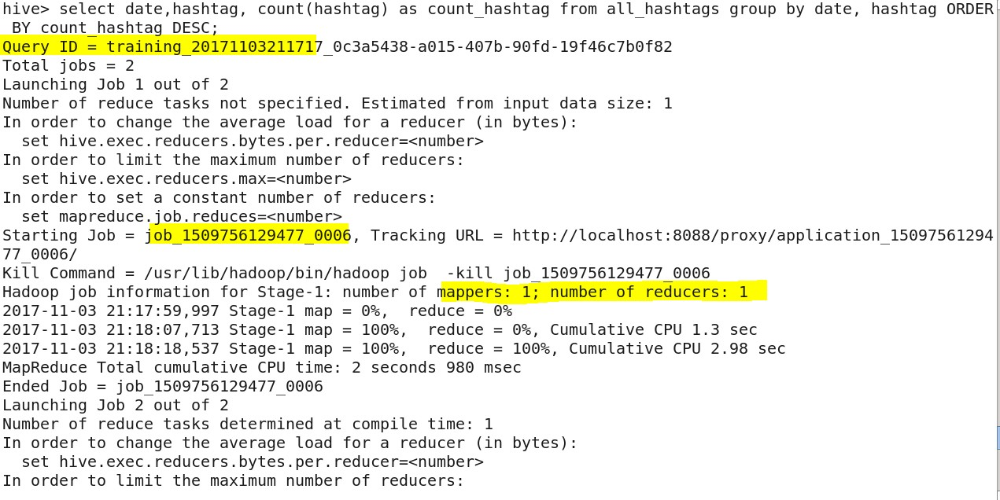 hive> select date,hashtag, count(hashtag) as count_hashtag from all_hashtags group by date, hashtag ORDER
 BY count_hashtag DESC;
Query ID = training_20171103211717_0c3a5438-a015-407b-90fd-19f46c7b0f82
Total jobs = 2
Launching Job 1 out of 2
Number of reduce tasks not specified. Estimated from input data size: 1
In order to change the average load for a reducer (in bytes):
  set hive.exec.reducers.bytes.per.reducer=<number>
In order to limit the maximum number of reducers:
  set hive.exec.reducers.max=<number>
In order to set a constant number of reducers:
  set mapreduce.job.reduces=<number>
Starting Job = job_1509756129477_0006, Tracking URL = http://localhost:8088/proxy/application_15097561294
77_0006/
Kill Command = /usr/lib/hadoop/bin/hadoop job  -kill job_1509756129477_0006
Hadoop job information for Stage-1: number of mappers: 1; number of reducers: 1
2017-11-03 21:17:59,997 Stage-1 map = 0%,  reduce = 0%
2017-11-03 21:18:07,713 Stage-1 map = 100%,  reduce = 0%, Cumulative CPU 1.3 sec
2017-11-03 21:18:18,537 Stage-1 map = 100%,  reduce = 100%, Cumulative CPU 2.98 sec
MapReduce Total cumulative CPU time: 2 seconds 980 msec
Ended Job = job_1509756129477_0006
Launching Job 2 out of 2
Number of reduce tasks determined at compile time: 1
In order to change the average load for a reducer (in bytes):
  set hive.exec.reducers.bytes.per.reducer=<number>
In order to limit the maximum number of reducers: